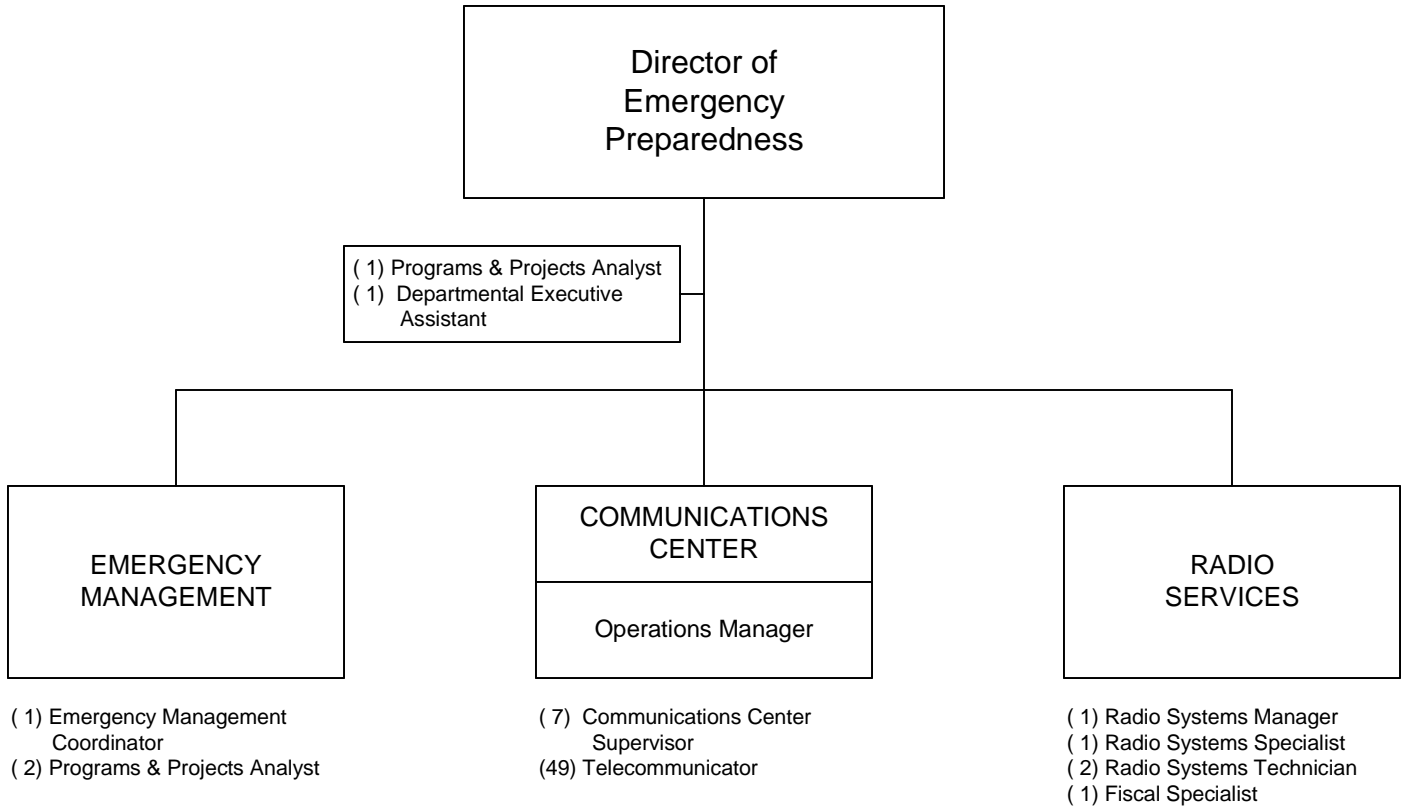 Director of
Emergency
Preparedness
( 1) Programs & Projects Analyst
( 1) Departmental Executive
Assistant
EMERGENCY
MANAGEMENT
( 1) Emergency Management
Coordinator
( 2) Programs & Projects Analyst
COMMUNICATIONS
CENTER
Operations Manager
( 7) Communications Center
Supervisor
(49) Telecommunicator
RADIO
SERVICES
( 1) Radio Systems Manager
( 1) Radio Systems Specialist
( 2) Radio Systems Technician
( 1) Fiscal Specialist